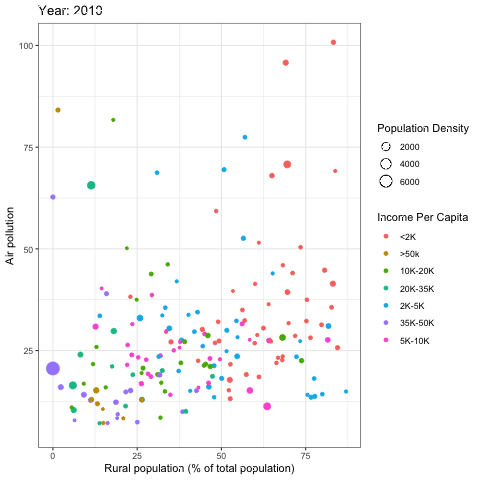 Year: 2010
100
75
50
25
Air pollution
0
25
50
75
Rural population (% of total population)
Population Density
2000
4000
6000
Income Per Capita
<2K
>50k
10K-20K
20K-35K
2K-5K
35K-50K
5K-10K